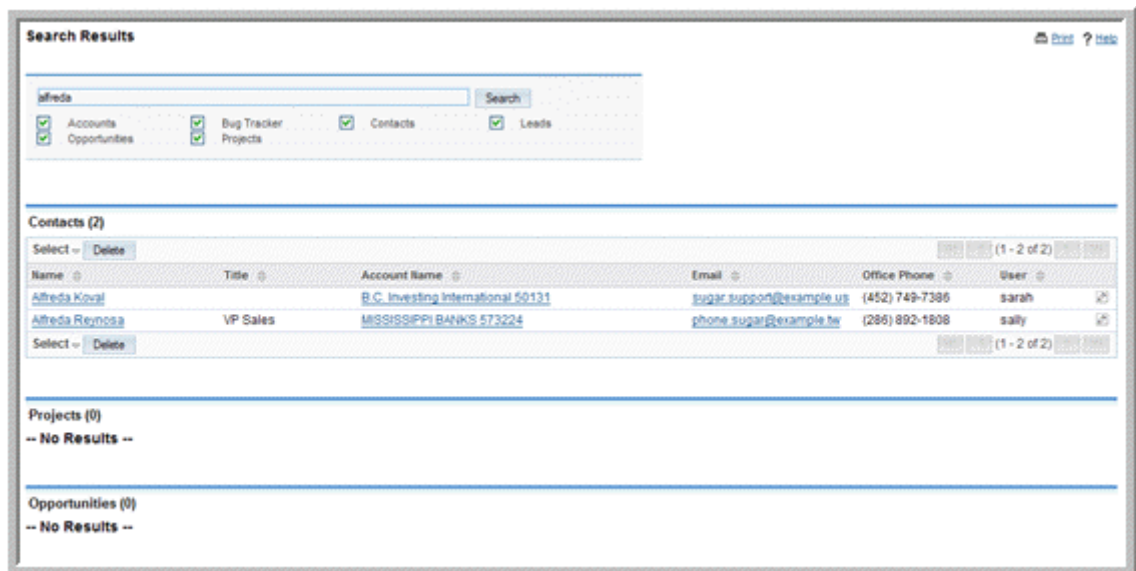 Search Results Print ? Help
alfreda Search
Accounts Bug Tracker Contacts Leads
Opportunities Projects
Contacts (2)
Select Delete (1 - 2 of 2)
Name Title Account Name Email Office Phone User
Alfreda Koval B.C. Investing International 50131 sugar.support@example.us (452) 749-7386 sarah
Alfreda Reynosa VP Sales MISSISSIPPI BANKS 573224 phone.sugar@example.tw (286) 892-1808 sally
Select Delete (1 - 2 of 2)
Projects (0)
-- No Results --
Opportunities (0)
-- No Results --